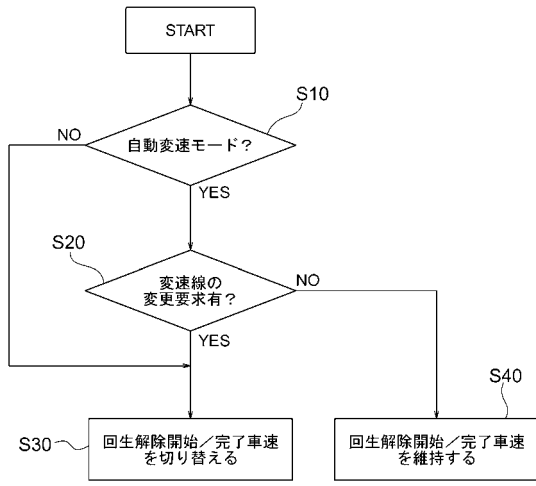 START
S10
自動変速モード？
NO
YES
S20
変速線の
変更要求有？
NO
YES
S40
S30
回生解除開始／完了車速
を切り替える
回生解除開始／完了車速
を維持する